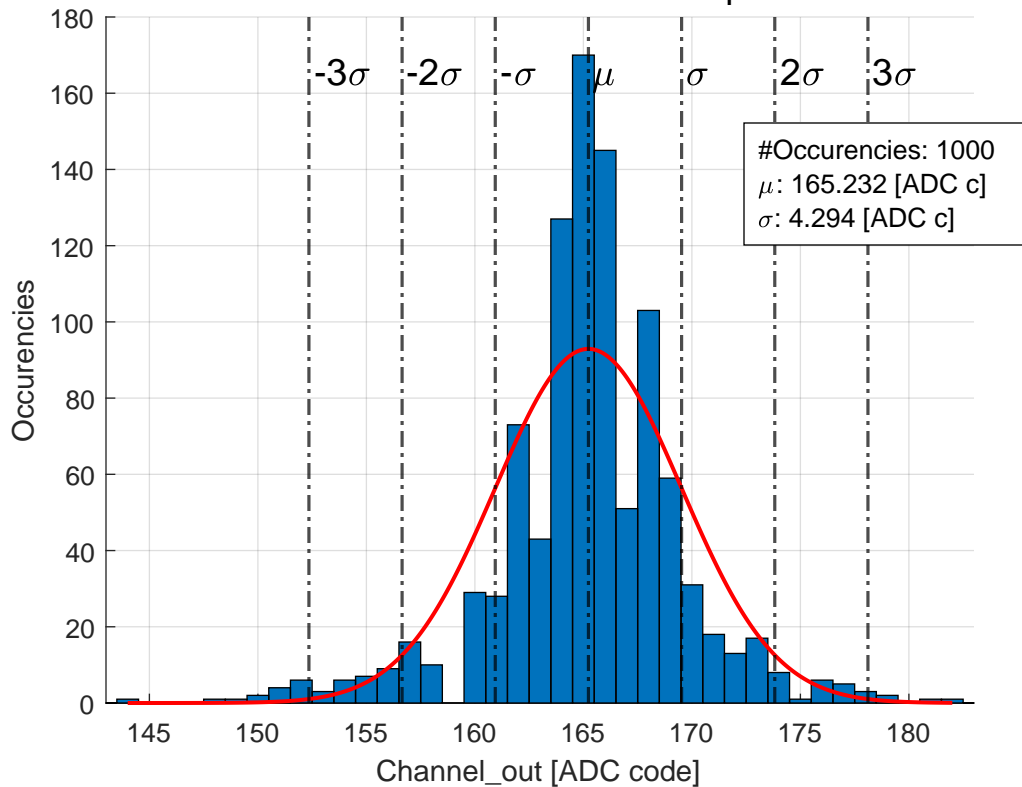 180
160
140
120
100
80
60
40
20
0
Occurencies
-3σ -2σ -σ μ σ 2σ 3σ
#Occurencies: 1000
μ: 165.232 [ADC c]
σ: 4.294 [ADC c]
145 150 155 160 165 170 175 180
Channel_out [ADC code]